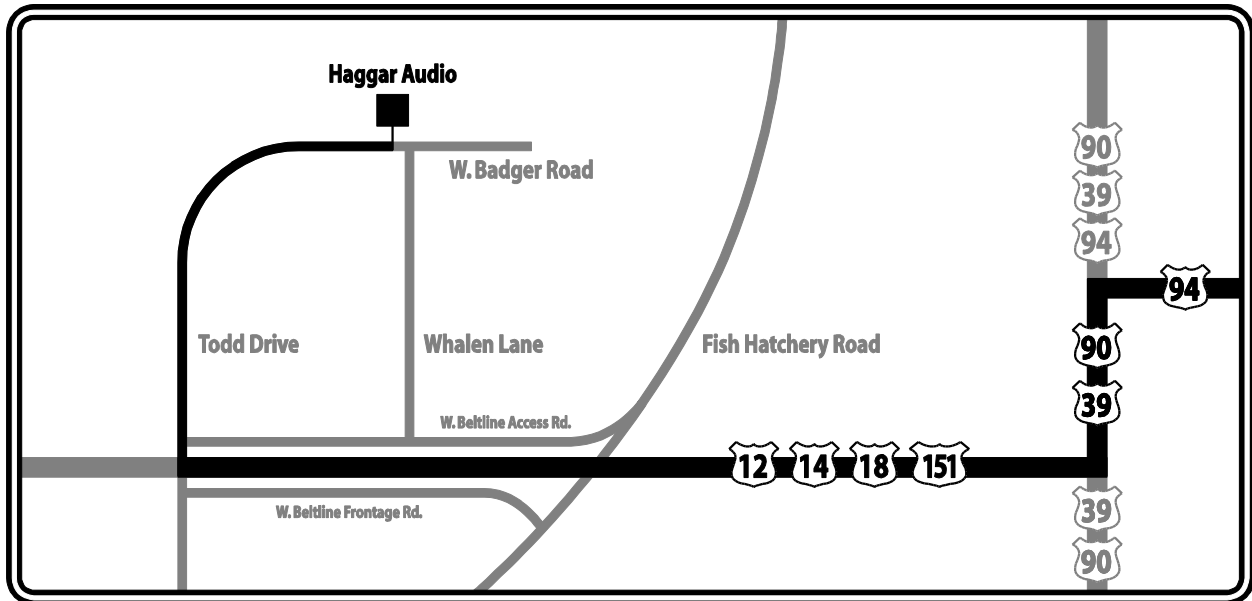 Haggar Audio
W. Badger Road
90
39
94
94
Todd Drive
Whalen Lane
Fish Hatchery Road
90
39
W. Beltline Access Rd.
12 14 18 151
W. Beltline Frontage Rd.
39
90